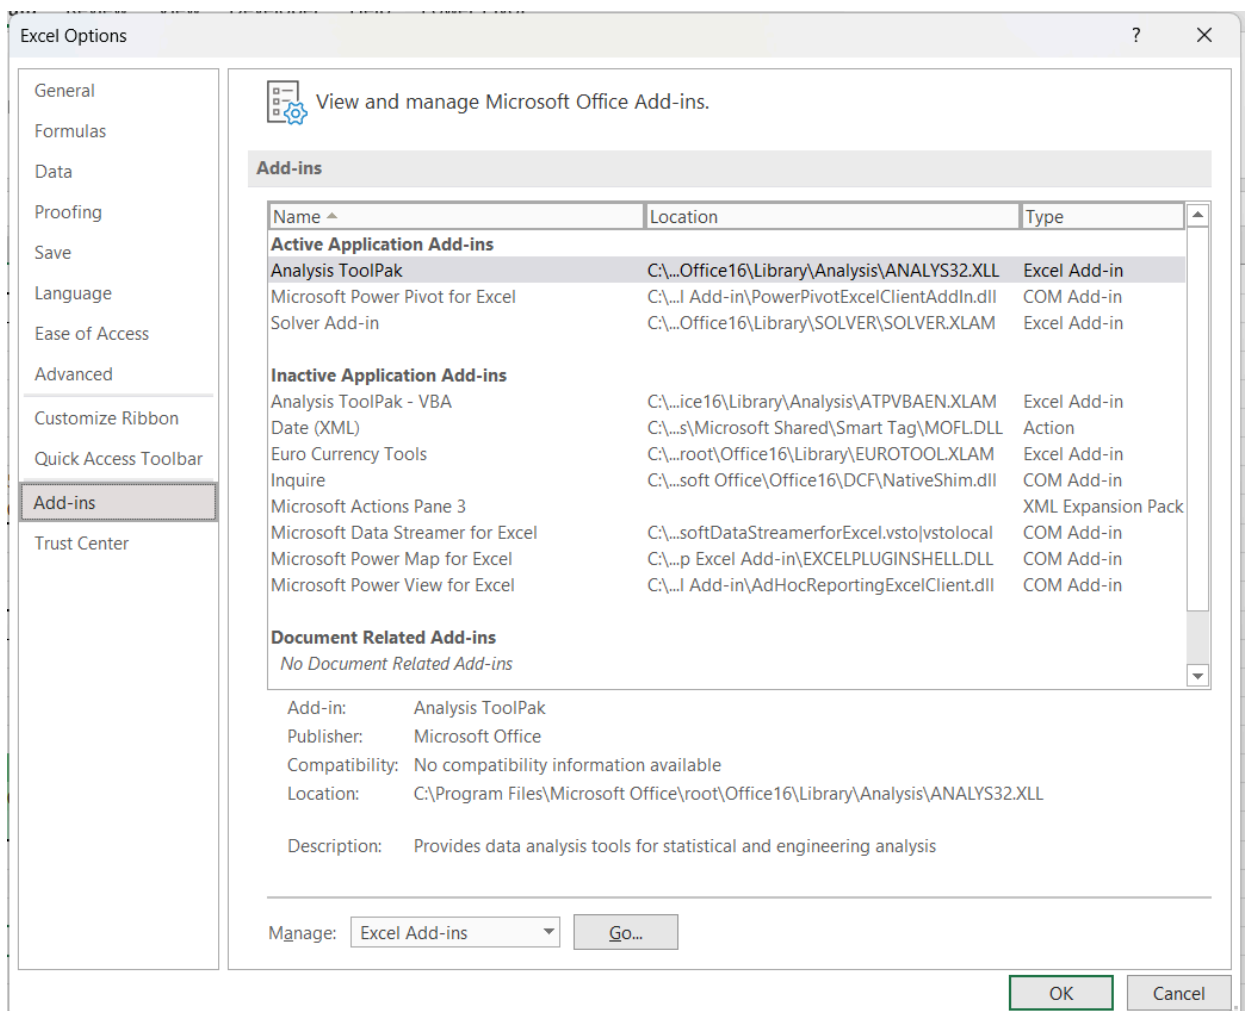 Excel Options ?
General
Formulas
Data
Proofing
Save
Language
Ease of Access
Advanced
Customize Ribbon
Quick Access Toolbar
Add-ins
Trust Center
View and manage Microsoft Office Add-ins.
Add-ins
Name Location Type
Active Application Add-ins
Analysis ToolPak C:\...Office16\Library\Analysis\ANALYS32.XLL Excel Add-in
Microsoft Power Pivot for Excel C:\...l Add-in\PowerPivotExcelClientAddIn.dll COM Add-in
Solver Add-in C:\...Office16\Library\SOLVER\SOLVER.XLAM Excel Add-in
Inactive Application Add-ins
Analysis ToolPak - VBA C:\...ice16\Library\Analysis\ATPVBAEN.XLAM Excel Add-in
Date (XML) C:\...s\Microsoft Shared\Smart Tag\MOFL.DLL Action
Euro Currency Tools C:\...root\Office16\Library\EUROTOOL.XLAM Excel Add-in
Inquire C:\...soft Office\Office16\DCF\NativeShim.dll COM Add-in
Microsoft Actions Pane 3 XML Expansion Pack
Microsoft Data Streamer for Excel C:\...softDataStreamerforExcel.vsto|vstolocal COM Add-in
Microsoft Power Map for Excel C:\...p Excel Add-in\EXCELPLUGINSHELL.DLL COM Add-in
Microsoft Power View for Excel C:\...l Add-in\AdHocReportingExcelClient.dll COM Add-in
Document Related Add-ins
No Document Related Add-ins
Add-in: Analysis ToolPak
Publisher: Microsoft Office
Compatibility: No compatibility information available
Location: C:\Program Files\Microsoft Office\root\Office16\Library\Analysis\ANALYS32.XLL
Description: Provides data analysis tools for statistical and engineering analysis
Manage: Excel Add-ins Go...
OK Cancel